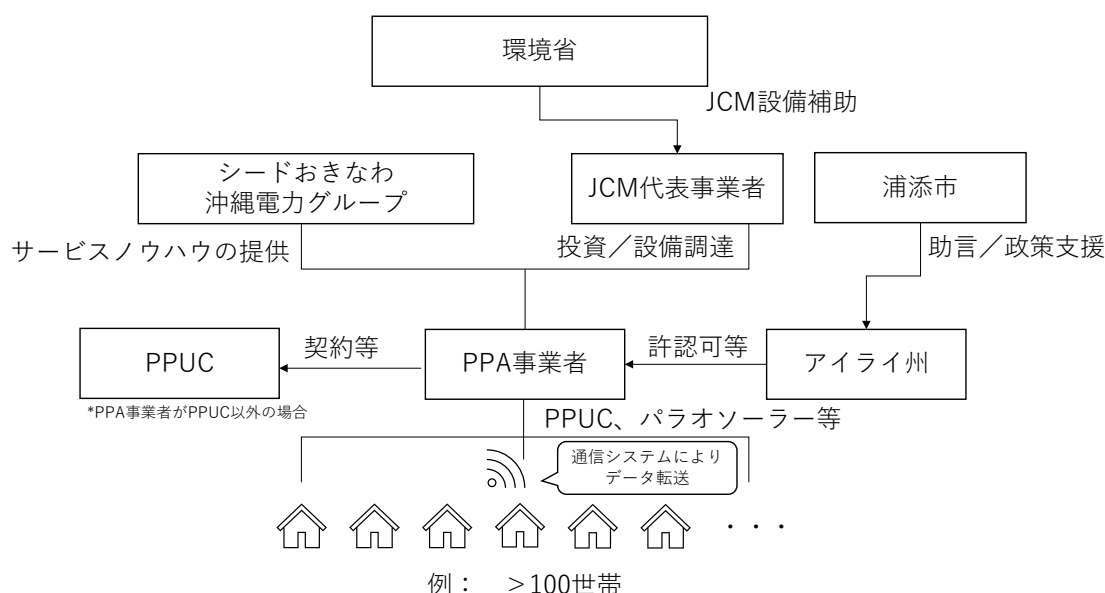 環境省
JCM設備補助
シードおきなわ
沖縄電力グループ
JCM代表事業者
浦添市
サービスノウハウの提供
投資／設備調達
助言／政策支援
PPUC
契約等
PPA事業者
許認可等
アイライ州
*PPA事業者がPPUC以外の場合
PPUC、パラオソーラー等
通信システムにより
データ転送
・・・
例：　＞100世帯